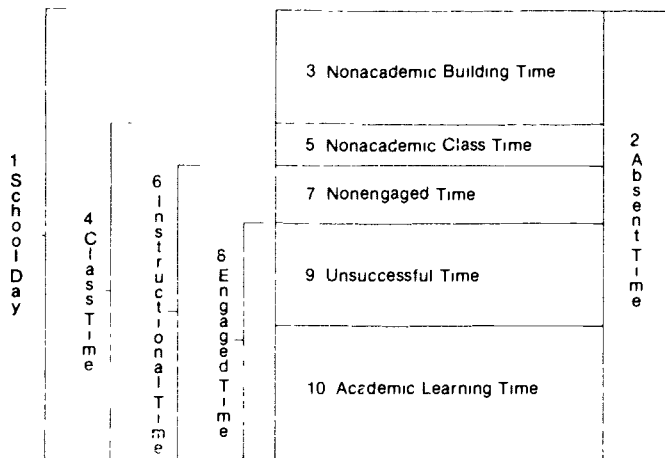 3 Nonacademic Building Time
5 Nonacademic Class Time
7 Nonengaged Time
9 Unsuccessful Time
10 Academic Learning Time
1 School Day
4 Class Time
6 Instructional Time
8 Engaged Time
2 Absent Time